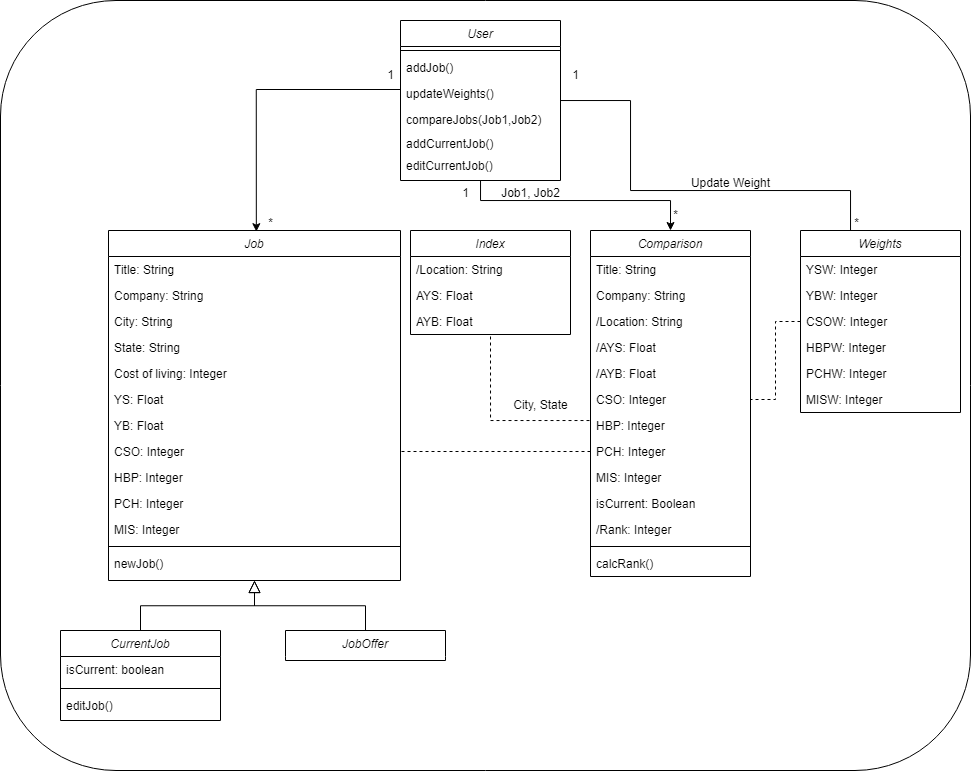 User
addJob()
updateWeights()
compareJobs(Job1,Job2)
addCurrentJob()
editCurrentJob()
1
1
1
Job1, Job2
Update Weight
*
*
*
Job
Title: String
Company: String
City: String
State: String
Cost of living: Integer
YS: Float
YB: Float
CSO: Integer
HBP: Integer
PCH: Integer
MIS: Integer
newJob()
Index
/Location: String
AYS: Float
AYB: Float
City, State
Comparison
Title: String
Company: String
/Location: String
/AYS: Float
/AYB: Float
CSO: Integer
HBP: Integer
PCH: Integer
MIS: Integer
isCurrent: Boolean
/Rank: Integer
calcRank()
Weights
YSW: Integer
YBW: Integer
CSOW: Integer
HBPW: Integer
PCHW: Integer
MISW: Integer
CurrentJob
isCurrent: boolean
editJob()
JobOffer